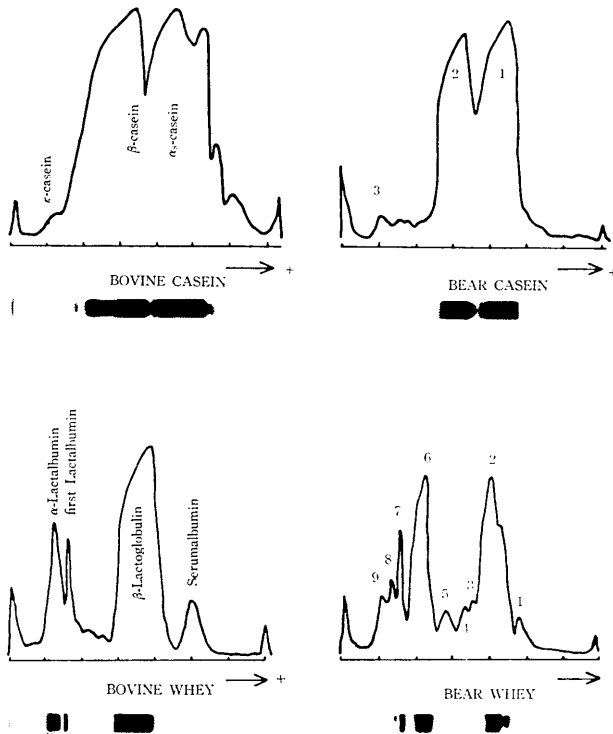 κ-casein
β-casein
αs-casein
2
1
3
+
+
BOVINE CASEIN
BEAR CASEIN
α-Lactalbumin
first Lactalbumin
β-Lactoglobulin
Serumalbumin
9
8
7
6
5
4
3
2
1
+
BOVINE WHEY
BEAR WHEY